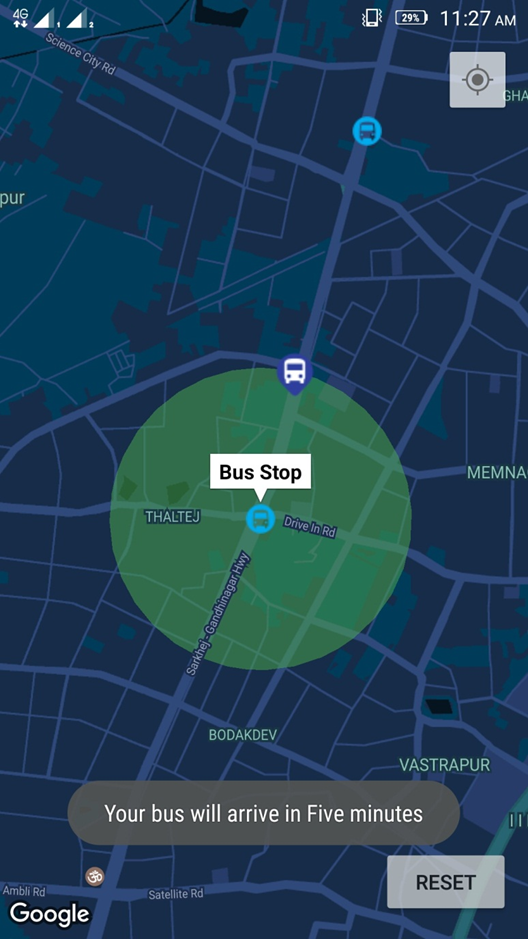 4G 1 2 29% 11:27 AM
Science City Rd
GHA
pur
Bus Stop
MEMNA
THALTEJ
Drive In Rd
Sarkhej - Gandhinagar Hwy
BODAKDEV
VASTRAPUR
Your bus will arrive in Five minutes
RESET
Ambli Rd
Satellite Rd
Google